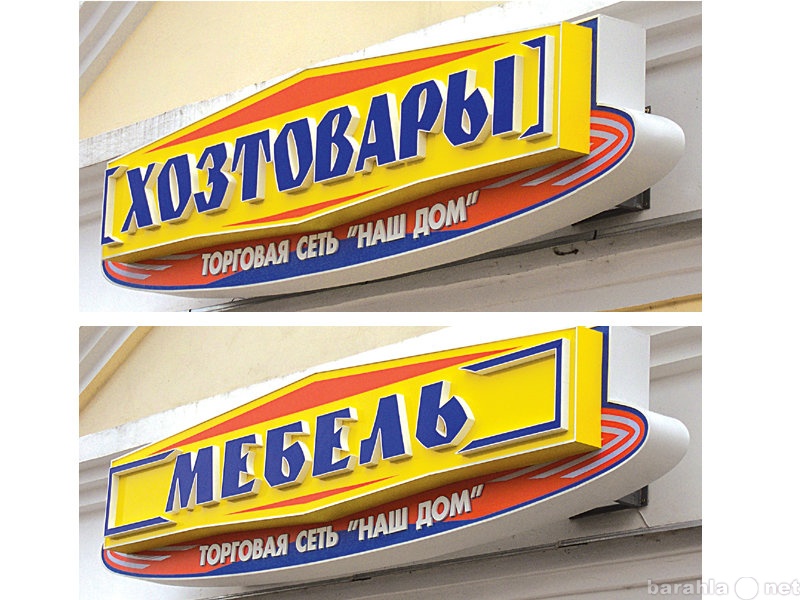 ХОЗТОВАРЫ
ТОРГОВАЯ СЕТЬ "НАШ ДОМ"
МЕБЕЛЬ
ТОРГОВАЯ СЕТЬ "НАШ ДОМ"
barahla.net